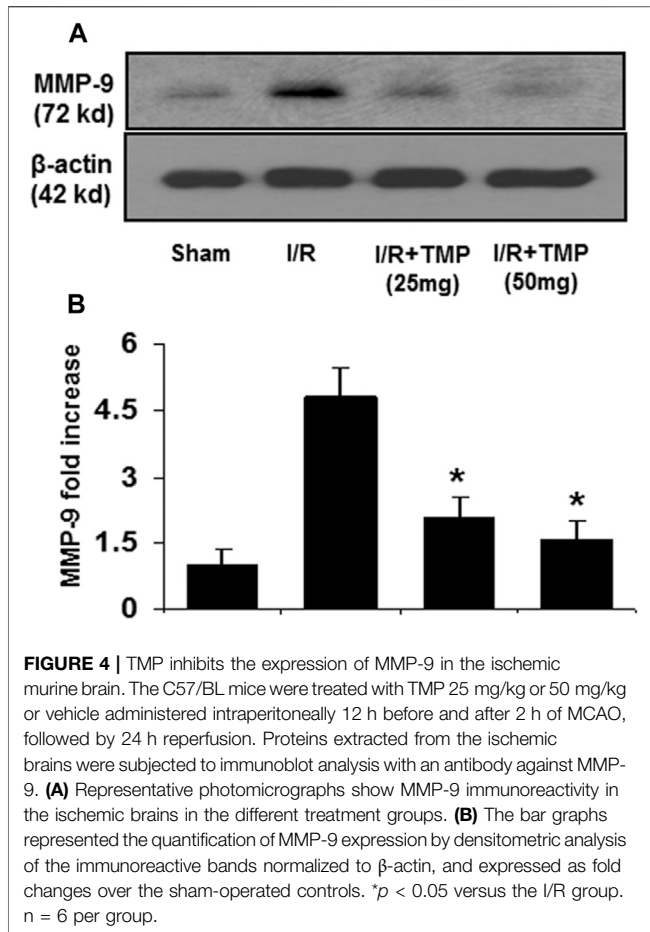 A
MMP-9
(72 kd)
β-actin
(42 kd)
Sham I/R I/R+TMP I/R+TMP
(25mg) (50mg)
B
MMP-9 fold increase
6
4.5
3
1.5
0
* *
FIGURE 4 | TMP inhibits the expression of MMP-9 in the ischemic
murine brain. The C57/BL mice were treated with TMP 25 mg/kg or 50 mg/kg
or vehicle administered intraperitoneally 12 h before and after 2 h of MCAO,
followed by 24 h reperfusion. Proteins extracted from the ischemic
brains were subjected to immunoblot analysis with an antibody against MMP-
9. (A) Representative photomicrographs show MMP-9 immunoreactivity in
the ischemic brains in the different treatment groups. (B) The bar graphs
represented the quantification of MMP-9 expression by densitometric analysis
of the immunoreactive bands normalized to β-actin, and expressed as fold
changes over the sham-operated controls. *p < 0.05 versus the I/R group.
n = 6 per group.